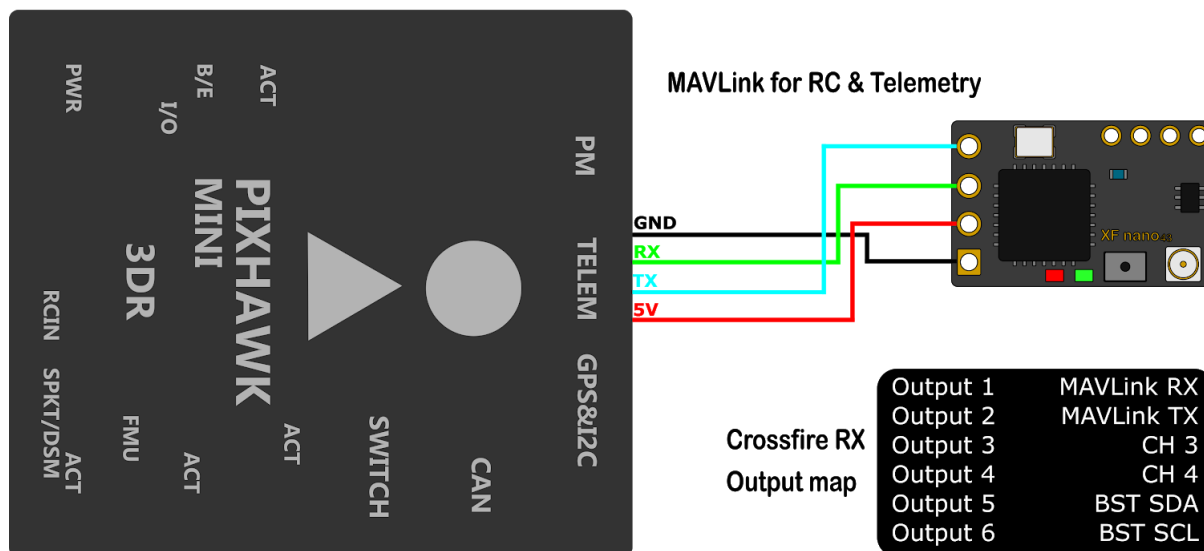 MAVLink for RC & Telemetry
PWR
I/O
B/E
ACT
PM
PIXHAWK
MINI
3DR
TELEM
GND
RX
TX
5V
XF nano
RCIN
SPKT/DSM
ACT
FMU
ACT
ACT
SWITCH
CAN
GPS&I2C
Crossfire RX
Output map
Output 1 MAVLink RX
Output 2 MAVLink TX
Output 3 CH 3
Output 4 CH 4
Output 5 BST SDA
Output 6 BST SCL